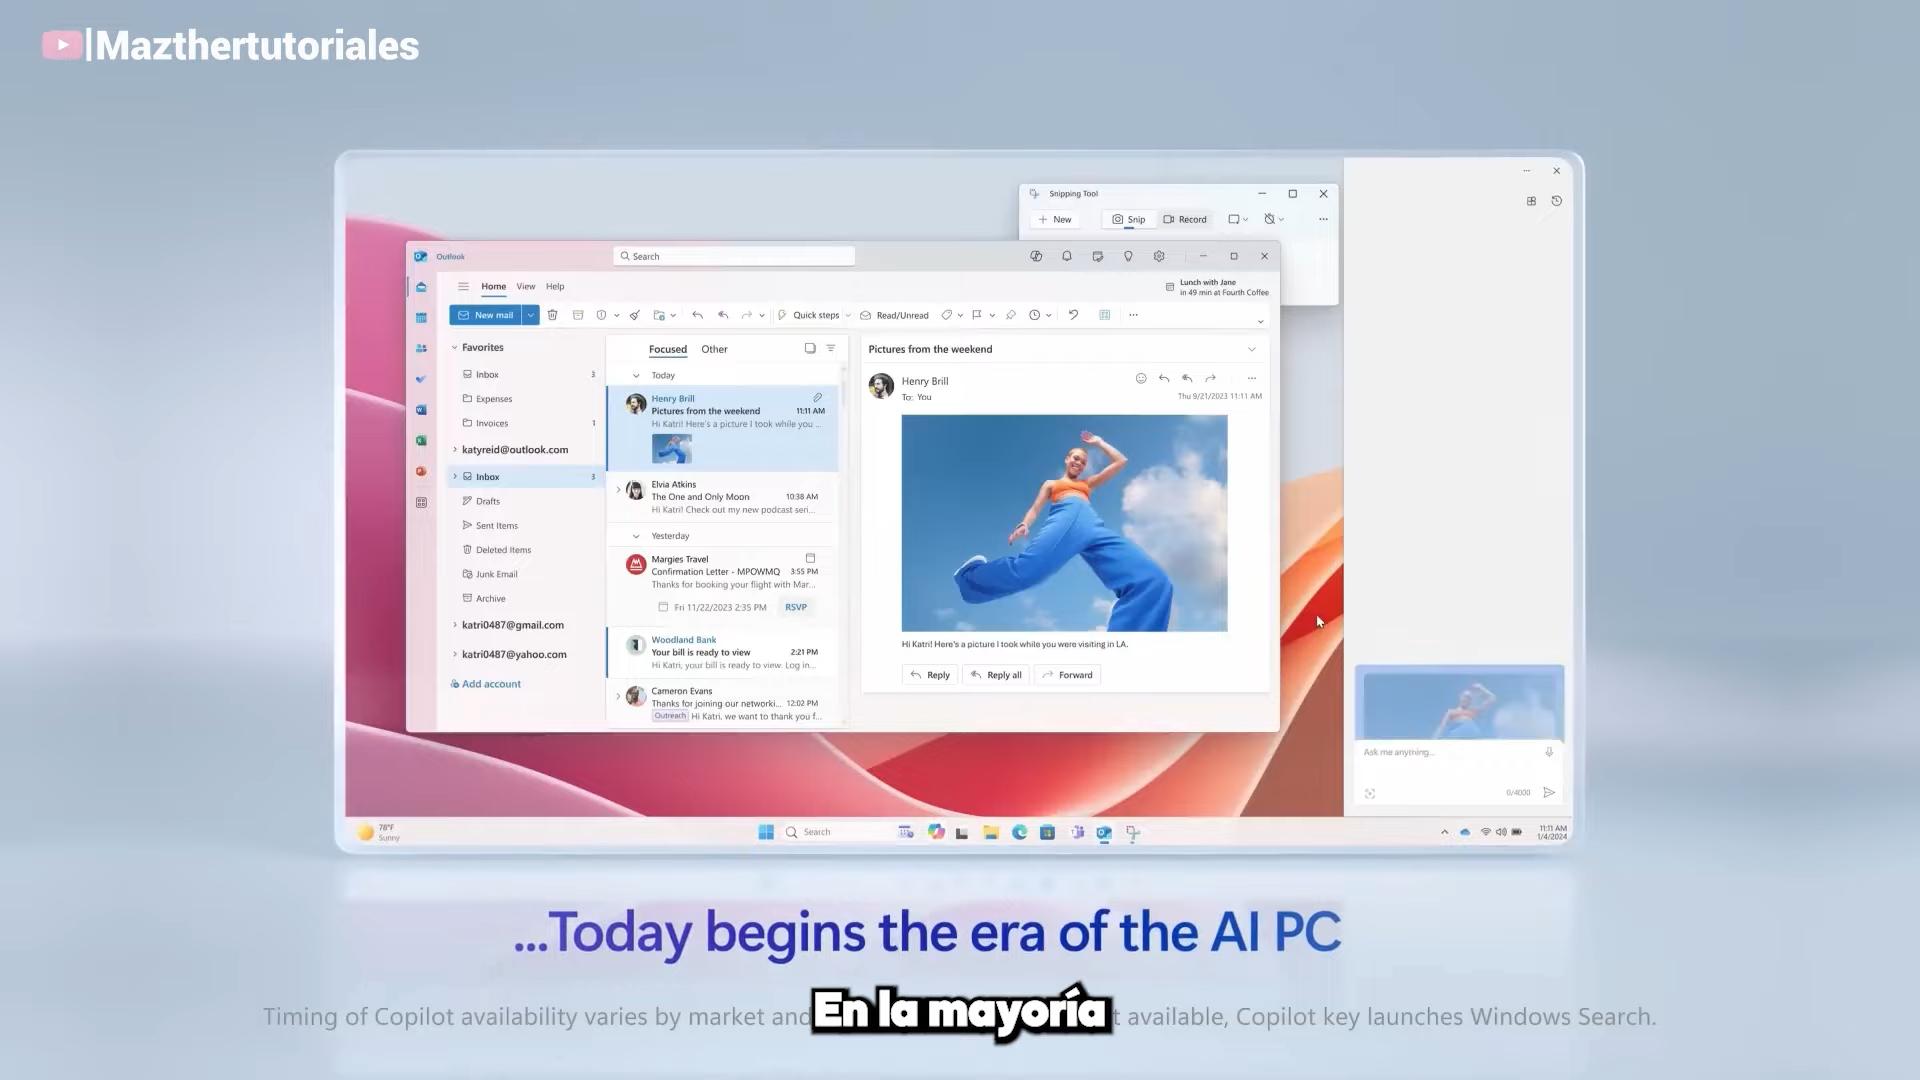 |Mazthertutoriales
Snipping Tool
New
Snip
Record
Outlook
Search
Home
View
Help
Lunch with Jane
in 49 min at Fourth Coffee
New mail
Quick steps
Read/Unread
Favorites
Inbox 3
Expenses
Invoices 1
katyreid@outlook.com
Inbox 3
Drafts
Sent Items
Deleted Items
Junk Email
Archive
katri0487@gmail.com
katri0487@yahoo.com
Add account
Focused
Other
Today
Henry Brill
Pictures from the weekend 11:11 AM
Hi Katri! Here's a picture I took while you ...
Elvia Atkins
The One and Only Moon 10:38 AM
Hi Katri! Check out my new podcast seri...
Yesterday
Margies Travel
Confirmation Letter - MPOWMQ 3:55 PM
Thanks for booking your flight with Mar...
Fri 11/22/2023 2:35 PM RSVP
Woodland Bank
Your bill is ready to view 2:21 PM
Hi Katri, your bill is ready to view. Log in...
Cameron Evans
Thanks for joining our networki... 12:02 PM
Outreach Hi Katri, we want to thank you f...
Pictures from the weekend
Henry Brill
To: You
Thu 9/21/2023 11:11 AM
Hi Katri! Here's a picture I took while you were visiting in LA.
Reply
Reply all
Forward
Ask me anything...
0/4000
78°F
Sunny
Search
11:11 AM
1/4/2024
...Today begins the era of the AI PC
Timing of Copilot availability varies by market and
t available, Copilot key launches Windows Search.
En la mayoría